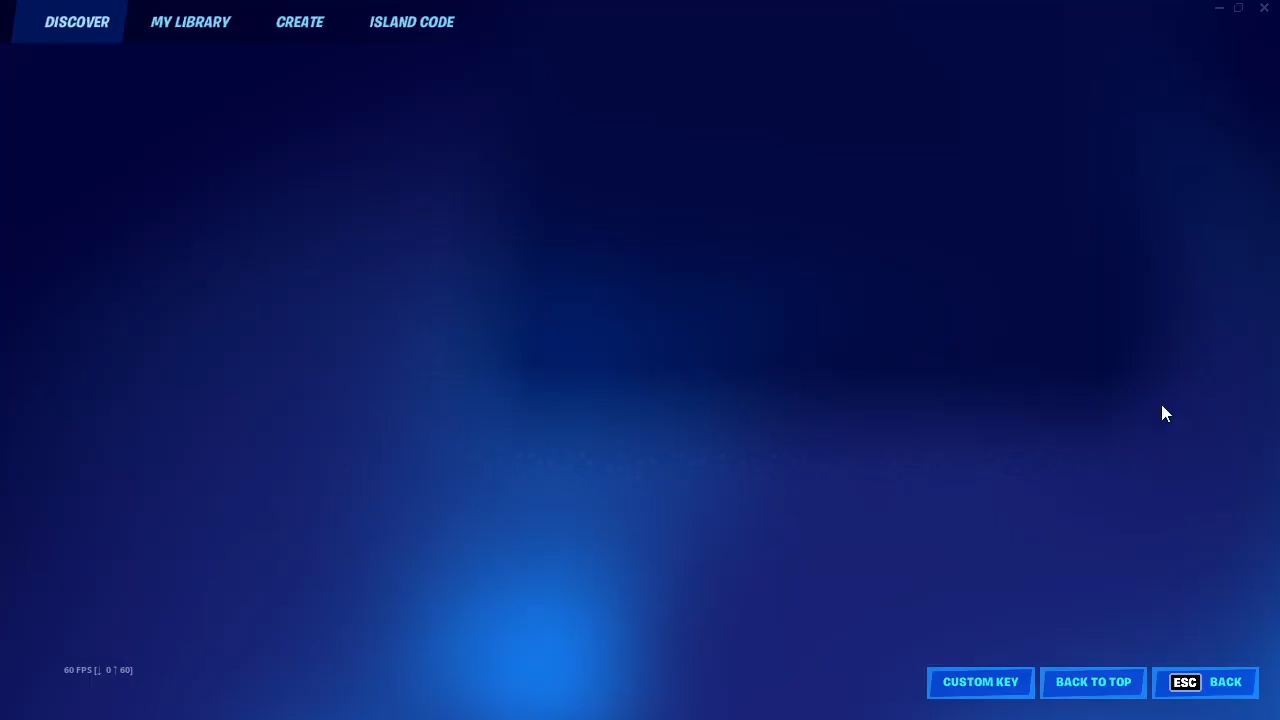 DISCOVER MY LIBRARY CREATE ISLAND CODE
60 FPS [↓ 0 ↑ 60]
CUSTOM KEY BACK TO TOP ESC BACK